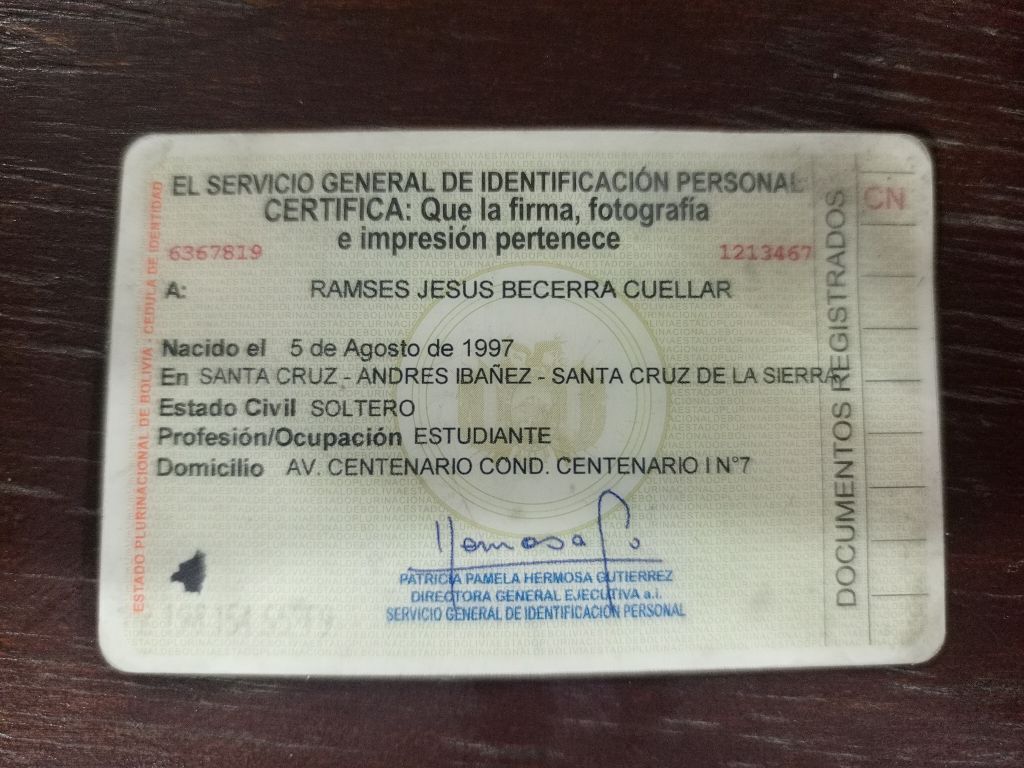 EL SERVICIO GENERAL DE IDENTIFICACIÓN PERSONAL
CERTIFICA: Que la firma, fotografía
e impresión pertenece
6367819
1213467
A: RAMSES JESUS BECERRA CUELLAR
Nacido el 5 de Agosto de 1997
En SANTA CRUZ - ANDRES IBAÑEZ - SANTA CRUZ DE LA SIERRA
Estado Civil SOLTERO
Profesión/Ocupación ESTUDIANTE
Domicilio AV. CENTENARIO COND. CENTENARIO I N°7
PATRICIA PAMELA HERMOSA GUTIERREZ
DIRECTORA GENERAL EJECUTIVA a.i.
SERVICIO GENERAL DE IDENTIFICACIÓN PERSONAL
ESTADO PLURINACIONAL DE BOLIVIA - CEDULA DE IDENTIDAD
DOCUMENTOS REGISTRADOS
CN